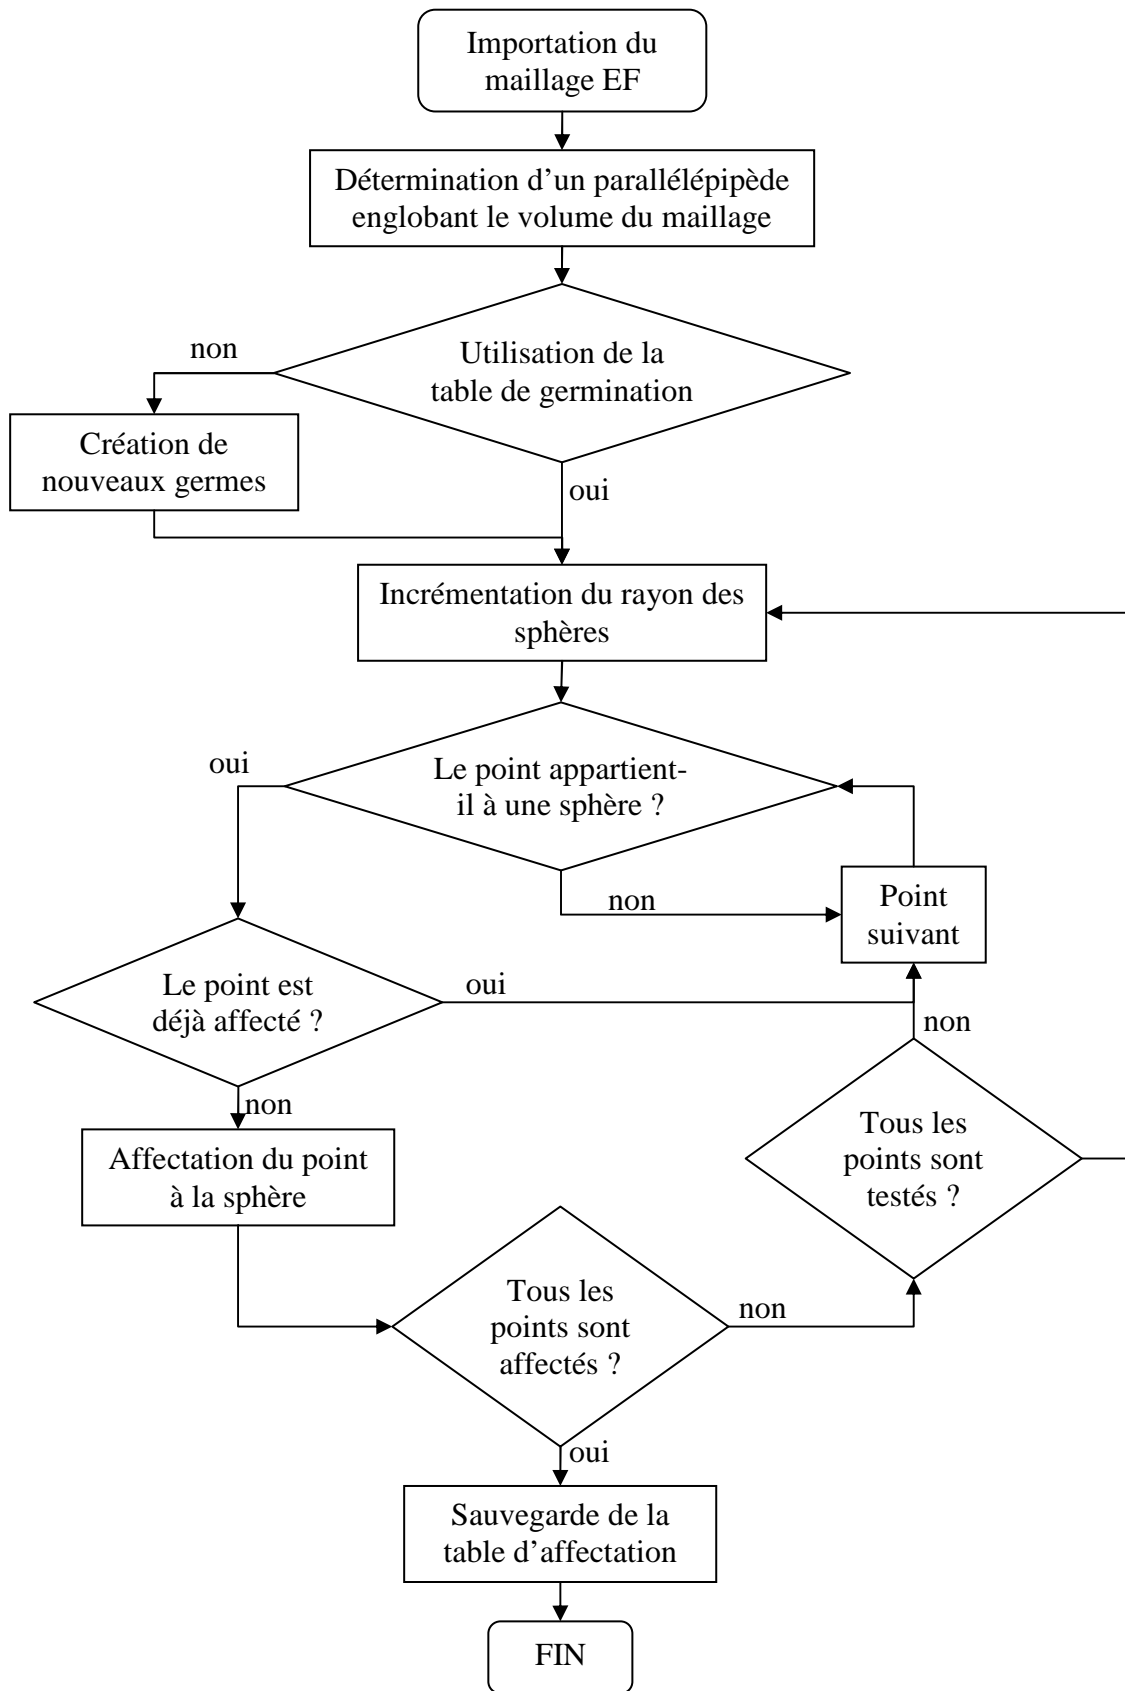 Importation du
maillage EF
Détermination d’un parallélépipède
englobant le volume du maillage
non
Utilisation de la
table de germination
Création de
nouveaux germes
oui
Incrémentation du rayon des
sphères
oui
Le point appartient-
il à une sphère ?
non
Point
suivant
Le point est
déjà affecté ?
oui
non
non
Tous les
points sont
testés ?
Affectation du point
à la sphère
Tous les
points sont
affectés ?
non
oui
Sauvegarde de la
table d’affectation
FIN